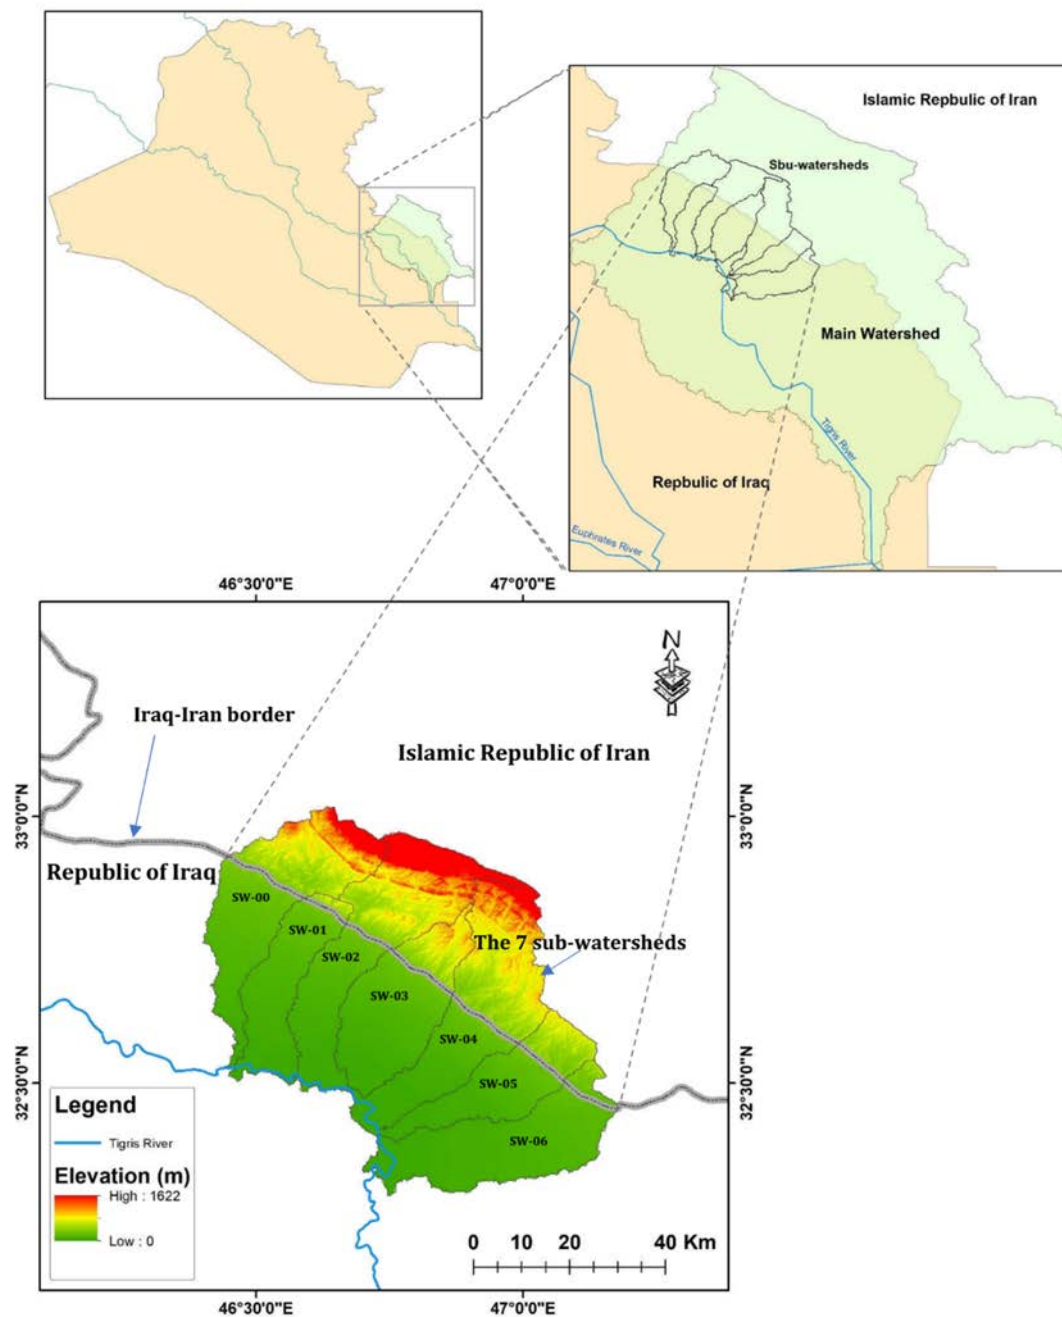 Islamic Repbulic of Iran
Sbu-watersheds
Main Watershed
Tigris River
Repbulic of Iraq
Euphrates River
46°30'0"E
47°0'0"E
N
Iraq-Iran border
Islamic Republic of Iran
33°0'0"N
33°0'0"N
Republic of Iraq
SW-00
SW-01
SW-02
The 7 sub-watersheds
SW-03
SW-04
SW-05
32°30'0"N
32°30'0"N
SW-06
Legend
Tigris River
Elevation (m)
High : 1622
Low : 0
0 10 20 40 Km
46°30'0"E
47°0'0"E